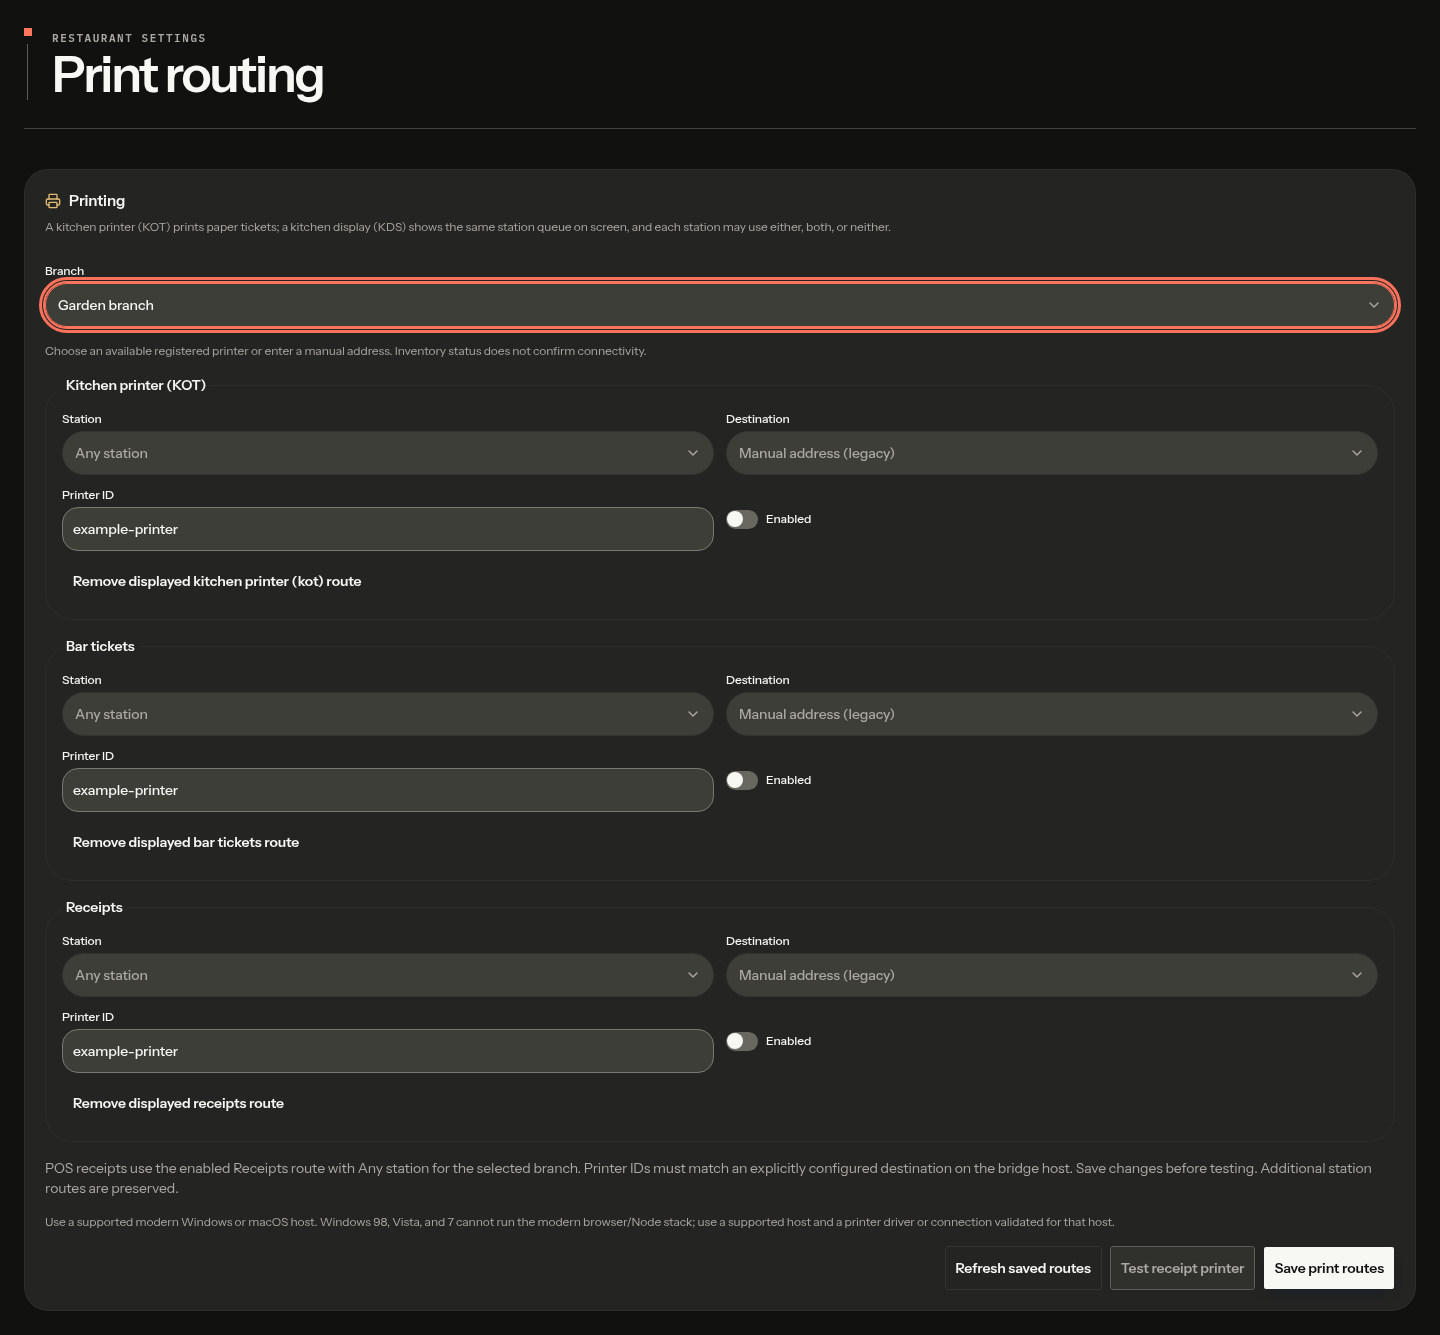 RESTAURANT SETTINGS
Print routing
Printing
A kitchen printer (KOT) prints paper tickets; a kitchen display (KDS) shows the same station queue on screen, and each station may use either, both, or neither.
Branch
Garden branch
Choose an available registered printer or enter a manual address. Inventory status does not confirm connectivity.
Kitchen printer (KOT)
Station
Destination
Any station
Manual address (legacy)
Printer ID
example-printer
Enabled
Remove displayed kitchen printer (kot) route
Bar tickets
Station
Destination
Any station
Manual address (legacy)
Printer ID
example-printer
Enabled
Remove displayed bar tickets route
Receipts
Station
Destination
Any station
Manual address (legacy)
Printer ID
example-printer
Enabled
Remove displayed receipts route
POS receipts use the enabled Receipts route with Any station for the selected branch. Printer IDs must match an explicitly configured destination on the bridge host. Save changes before testing. Additional station
routes are preserved.
Use a supported modern Windows or macOS host. Windows 98, Vista, and 7 cannot run the modern browser/Node stack; use a supported host and a printer driver or connection validated for that host.
Refresh saved routes
Test receipt printer
Save print routes